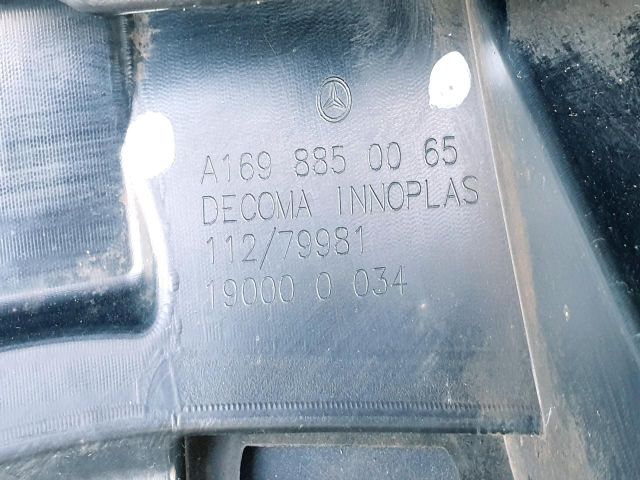 A169 885 00 65
DECOMA INNOPLAS
112/79981
19000 0 034